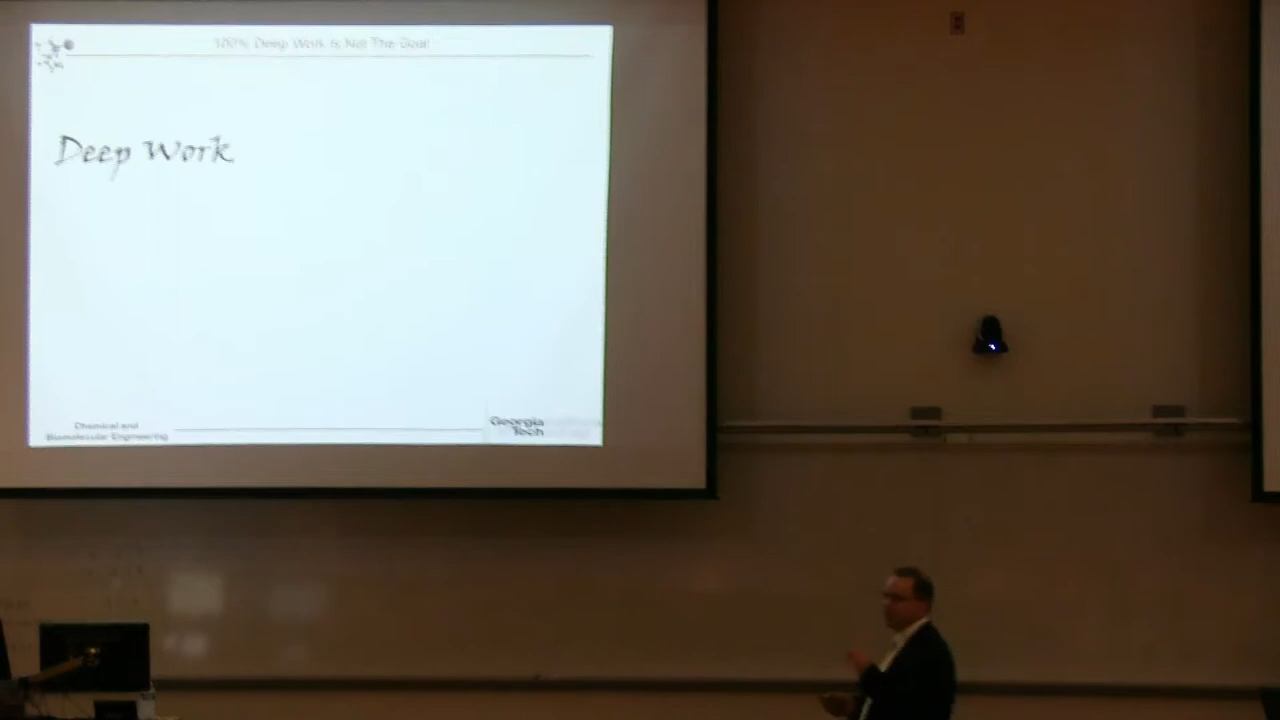 100% Deep Work Is Not The Goal
Deep Work
Chemical and
Biomolecular Engineering
Georgia
Tech